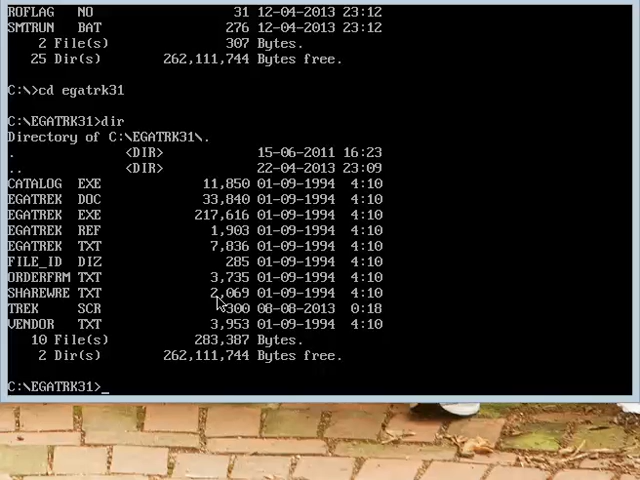 ROFLAG   NO                  31 12-04-2013 23:12
SMTRUN   BAT                276 12-04-2013 23:12
    2 File(s)               307 Bytes.
   25 Dir(s)        262,111,744 Bytes free.
C:\>cd egatrk31
C:\EGATRK31>dir
Directory of C:\EGATRK31\.
.              <DIR>            15-06-2011 16:23
..             <DIR>            22-04-2013 23:09
CATALOG  EXE             11,850 01-09-1994  4:10
EGATREK  DOC             33,840 01-09-1994  4:10
EGATREK  EXE            217,616 01-09-1994  4:10
EGATREK  REF              1,903 01-09-1994  4:10
EGATREK  TXT              7,836 01-09-1994  4:10
FILE_ID  DIZ                285 01-09-1994  4:10
ORDERFRM TXT              3,735 01-09-1994  4:10
SHAREWRE TXT              2,069 01-09-1994  4:10
TREK     SCR                300 08-08-2013  0:18
VENDOR   TXT              3,953 01-09-1994  4:10
   10 File(s)           283,387 Bytes.
    2 Dir(s)        262,111,744 Bytes free.
C:\EGATRK31>_